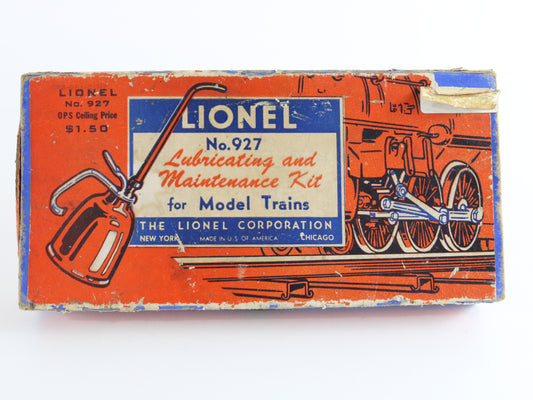 LIONEL
No. 927
OPS Ceiling Price
$1.50
LIONEL
No. 927
Lubricating and
Maintenance Kit
for Model Trains
THE LIONEL CORPORATION
NEW YORK MADE IN U.S. OF AMERICA CHICAGO